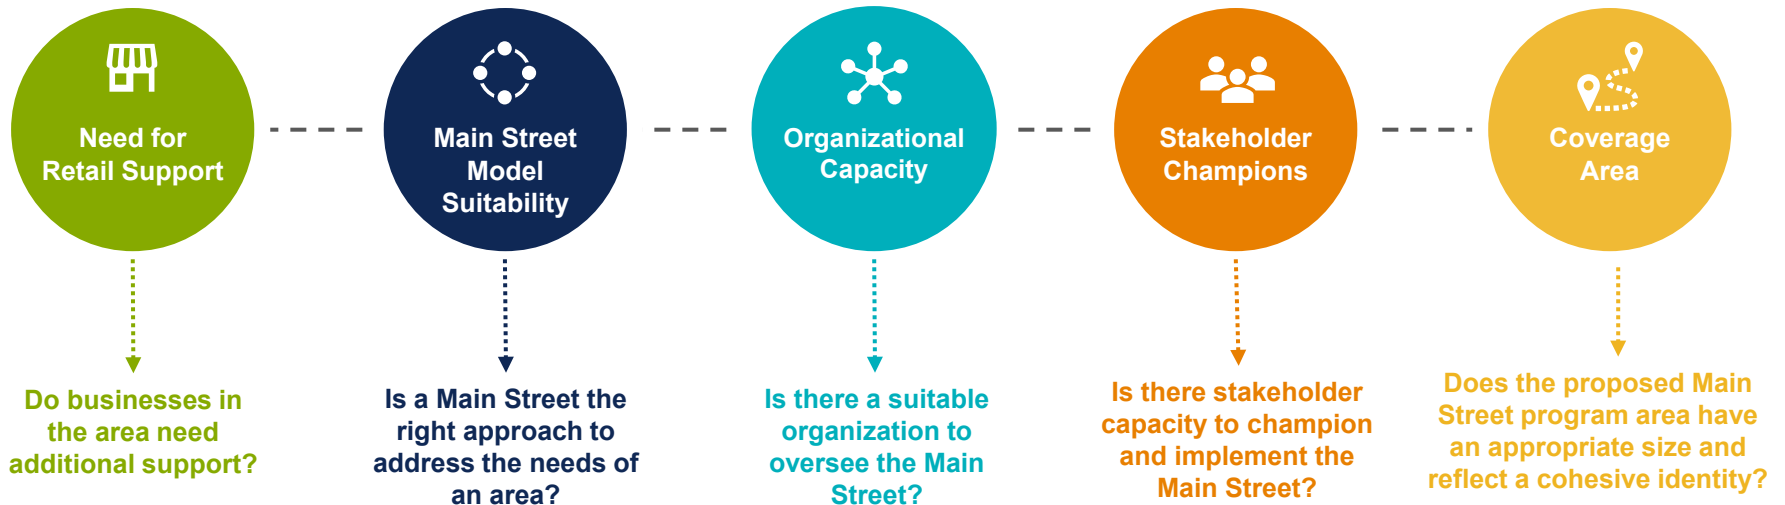 Need for
Retail Support
Main Street
Model
Suitability
Organizational
Capacity
Stakeholder
Champions
Coverage
Area
Do businesses in
the area need
additional support?
Is a Main Street the
right approach to
address the needs of
an area?
Is there a suitable
organization to
oversee the Main
Street?
Is there stakeholder
capacity to champion
and implement the
Main Street?
Does the proposed Main
Street program area have
an appropriate size and
reflect a cohesive identity?